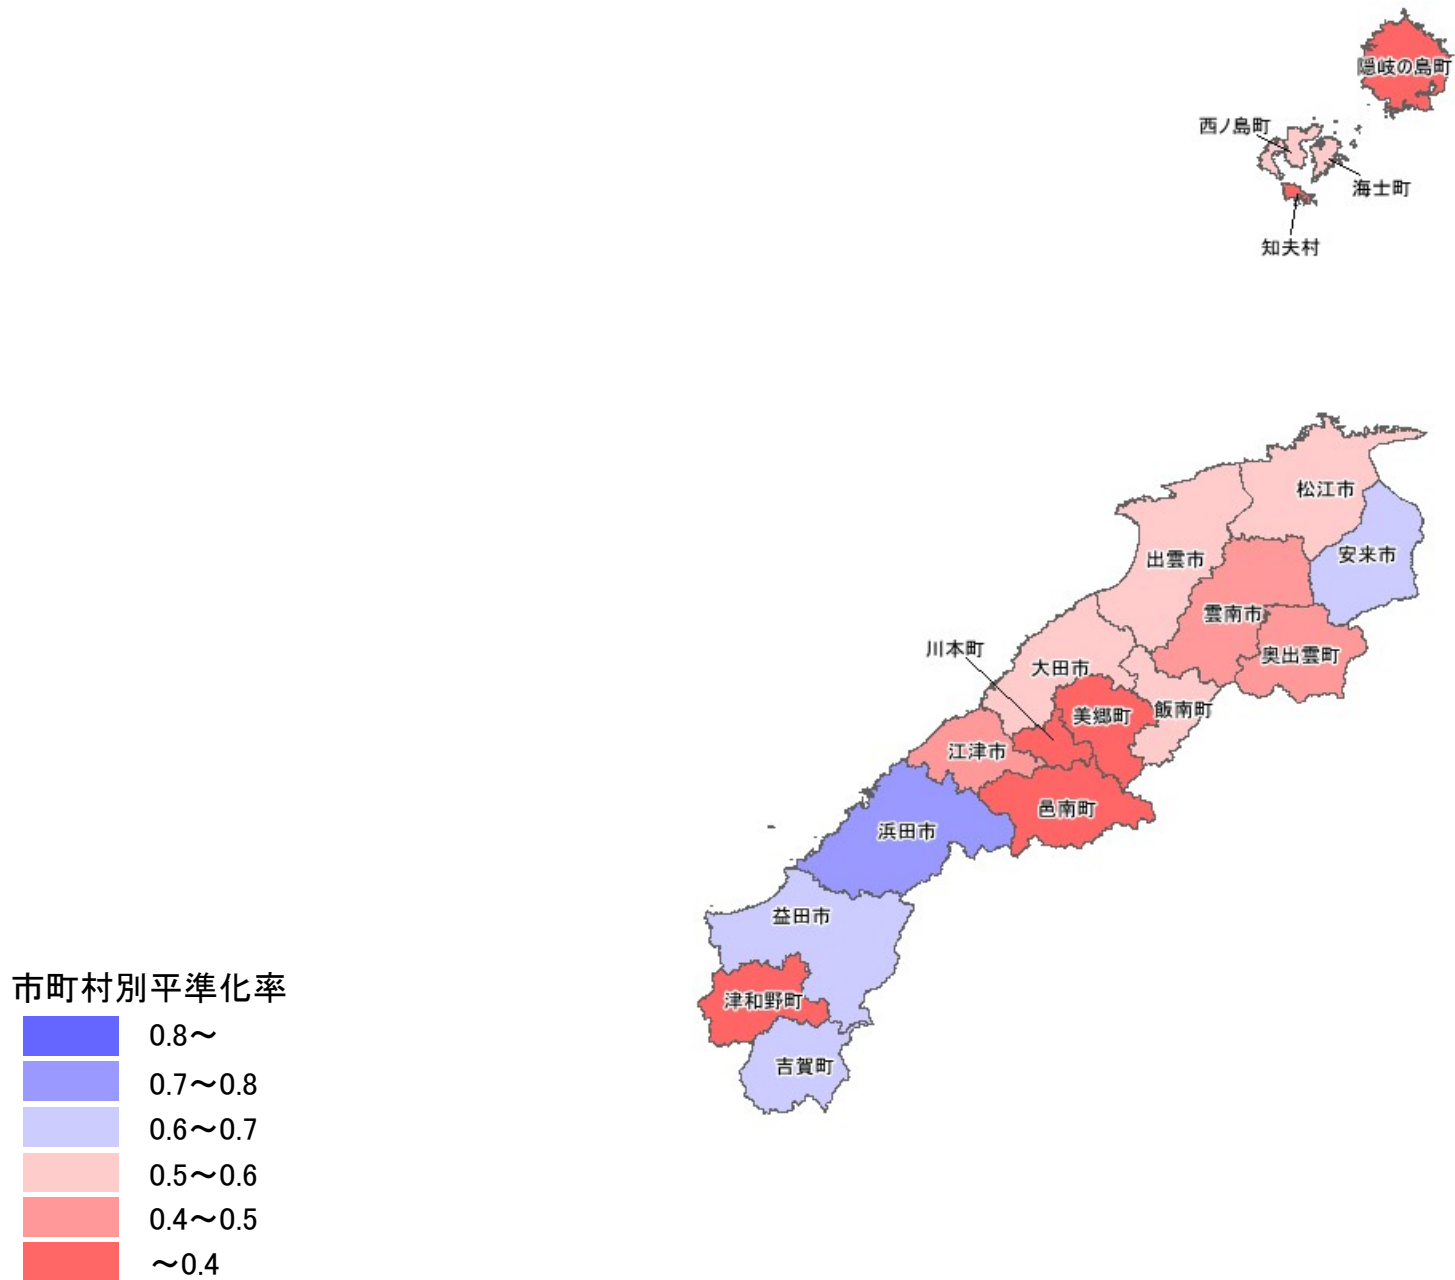 隠岐の島町
西ノ島町
海士町
知夫村
松江市
安来市
出雲市
雲南市
川本町
奥出雲町
大田市
飯南町
美郷町
江津市
邑南町
浜田市
益田市
津和野町
吉賀町
市町村別平準化率
0.8～
0.7～0.8
0.6～0.7
0.5～0.6
0.4～0.5
～0.4